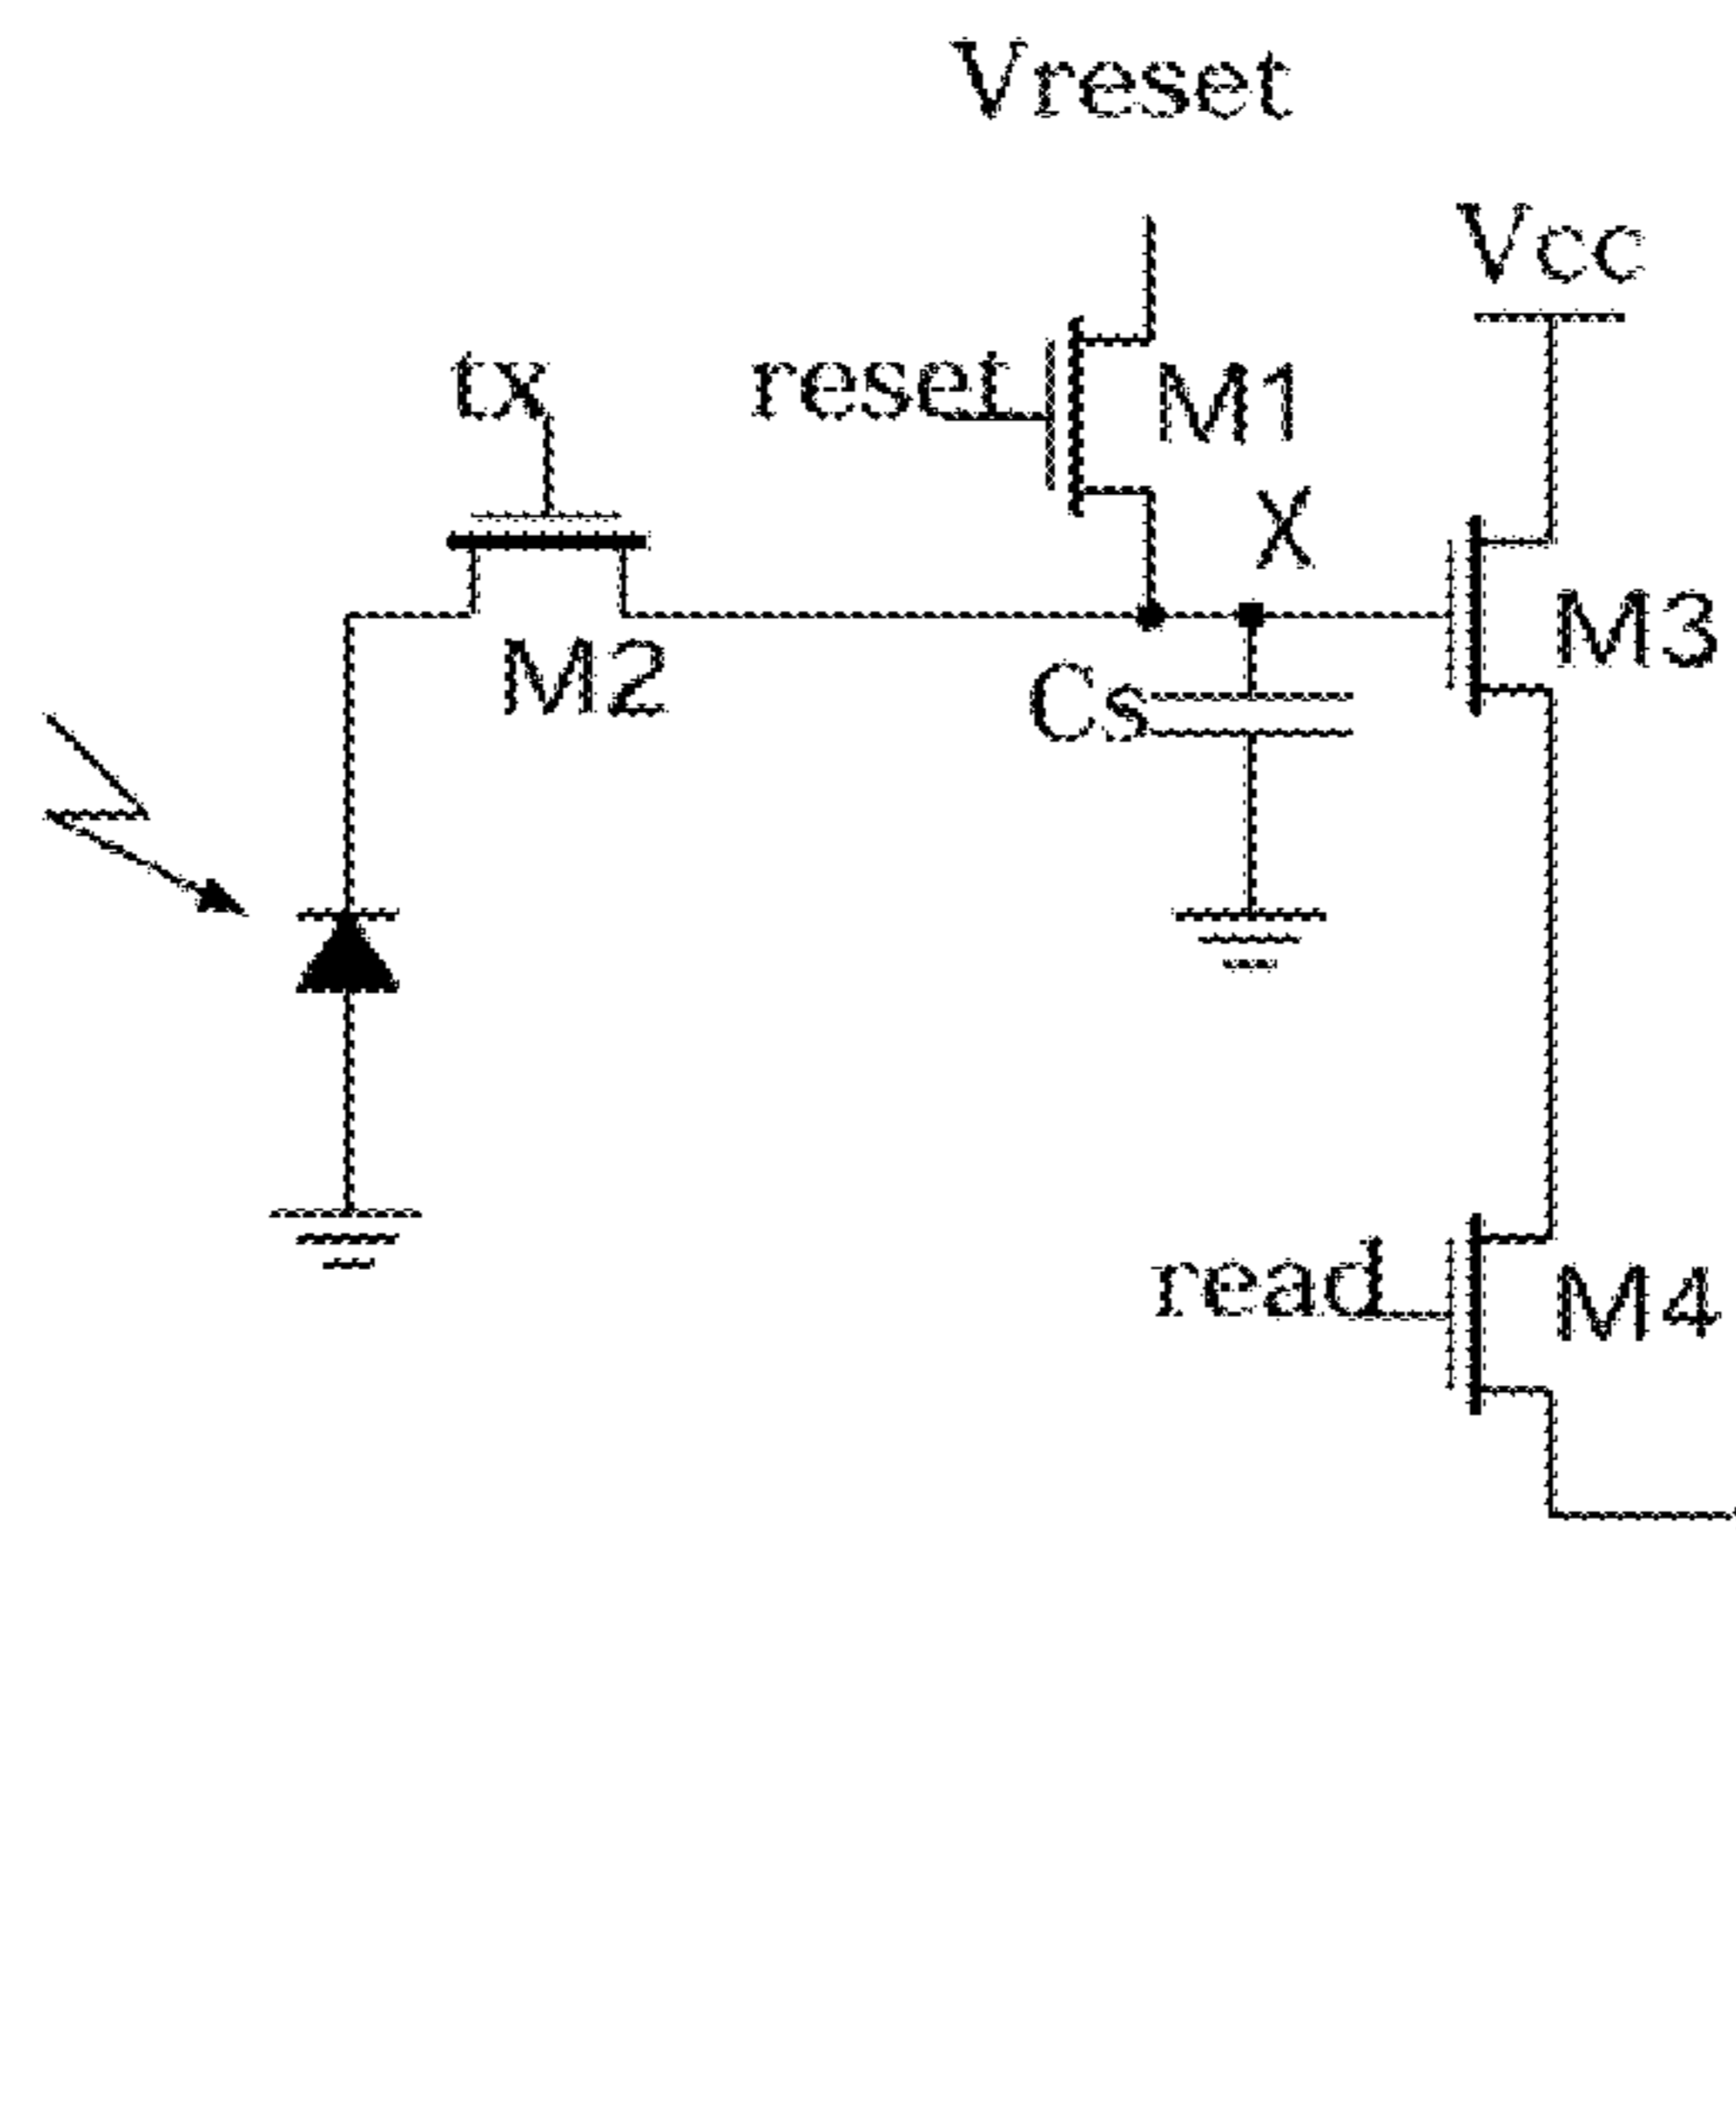 Vreset
Vcc
tx
reset
M1
X
M3
M2
Cs
read
M4